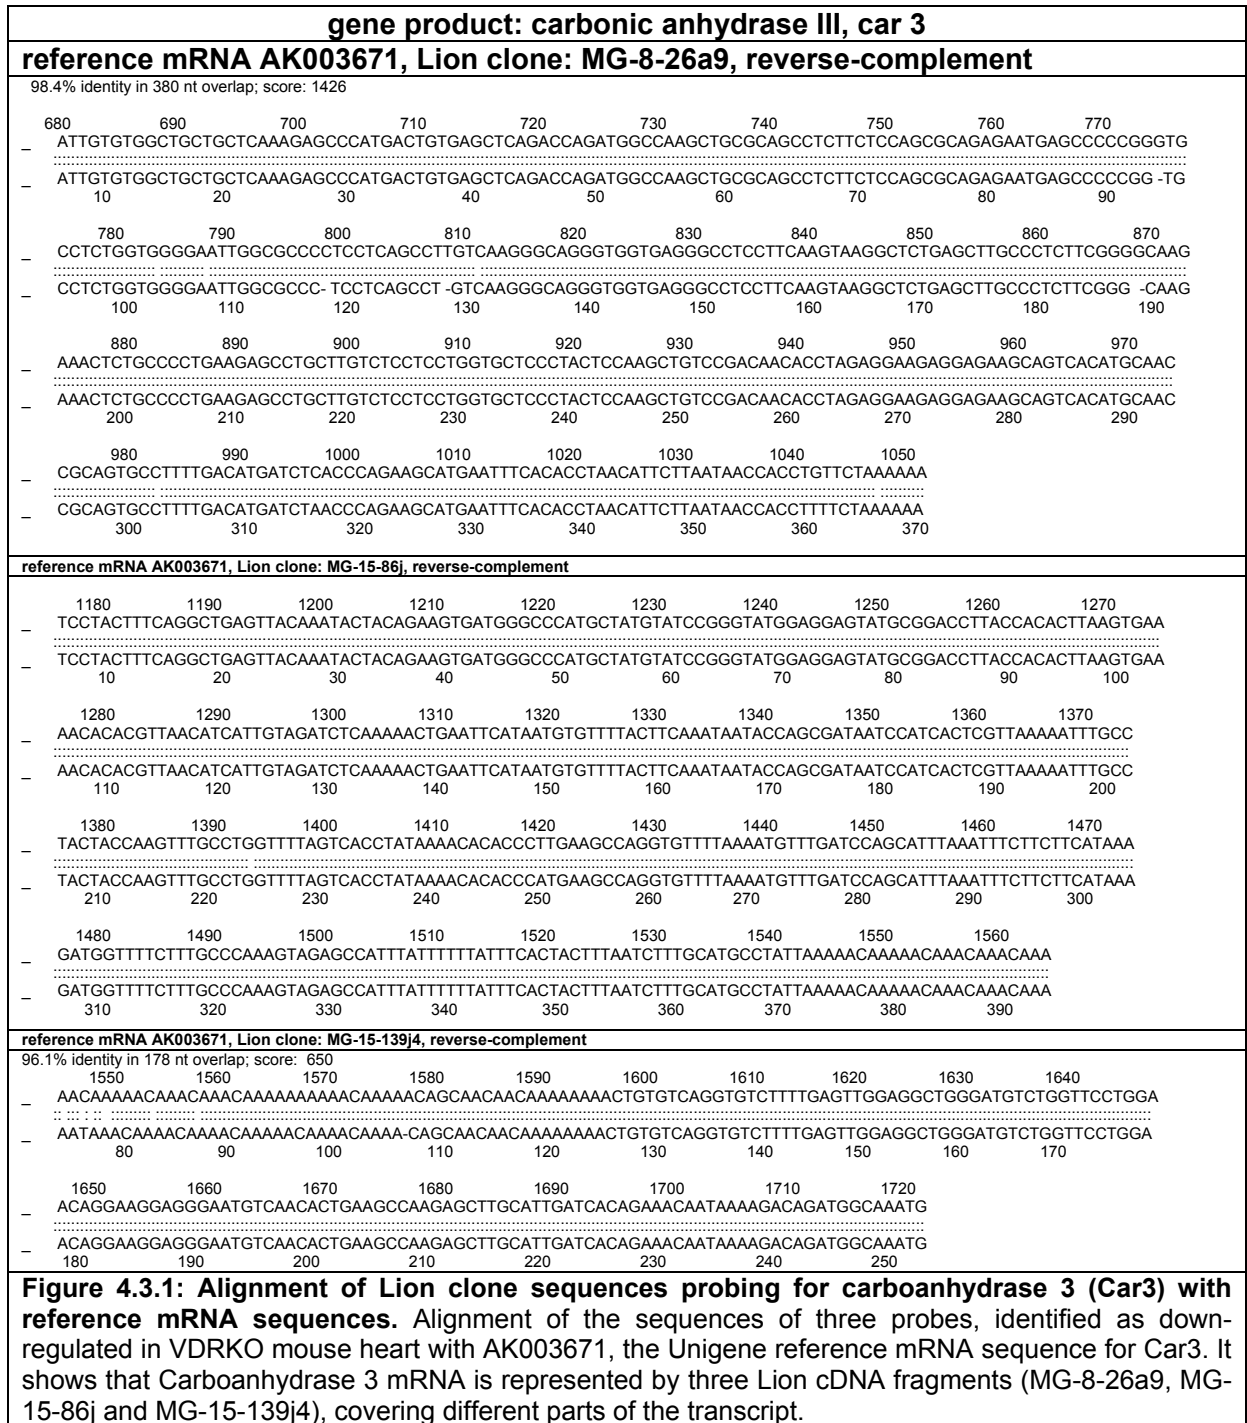 gene product: carbonic anhydrase III, car 3
reference mRNA AK003671, Lion clone: MG-8-26a9, reverse-complement
98.4% identity in 380 nt overlap; score: 1426
680 690 700 710 720 730 740 750 760 770
_ ATTGTGTGGCTGCTGCTCAAAGAGCCCATGACTGTGAGCTCAGACCAGATGGCCAAGCTGCGCAGCCTCTTCTCCAGCGCAGAGAATGAGCCCCCGGGTG
_ ATTGTGTGGCTGCTGCTCAAAGAGCCCATGACTGTGAGCTCAGACCAGATGGCCAAGCTGCGCAGCCTCTTCTCCAGCGCAGAGAATGAGCCCCCGG -TG
10 20 30 40 50 60 70 80 90
780 790 800 810 820 830 840 850 860 870
_ CCTCTGGTGGGGAATTGGCGCCCCCTCCTCAGCCTTGTCAAGGGCAGGGTGGTGAGGGCCTCCTTCAAGTAAGGCTCTGAGCTTGCCCTCTTCGGGGCAAG
_ CCTCTGGTGGGGAATTGGCGCCC- TCCTCAGCCT -GTCAAGGGCAGGGTGGTGAGGGCCTCCTTCAAGTAAGGCTCTGAGCTTGCCCTCTTCGGG -CAAG
100 110 120 130 140 150 160 170 180 190
880 890 900 910 920 930 940 950 960 970
_ AAACTCTGCCCCTGAAGAGCCTGCTTGTCTCCTCCTGGTGCTCCCTACTCCAAGCTGTCCGACAACACCTAGAGGAAGAGGAGAAGCAGTCACATGCAAC
_ AAACTCTGCCCCTGAAGAGCCTGCTTGTCTCCTCCTGGTGCTCCCTACTCCAAGCTGTCCGACAACACCTAGAGGAAGAGGAGAAGCAGTCACATGCAAC
200 210 220 230 240 250 260 270 280 290
980 990 1000 1010 1020 1030 1040 1050
_ CGCAGTGCCTTTTGACATGATCTCACCCAGAAGCATGAATTTCACACCTAACATTCTTAATAACCACCTGTTCTAAAAAA
_ CGCAGTGCCTTTTGACATGATCTAACCCAGAAGCATGAATTTCACACCTAACATTCTTAATAACCACCTTTTCTAAAAAA
300 310 320 330 340 350 360 370
reference mRNA AK003671, Lion clone: MG-15-86j, reverse-complement
1180 1190 1200 1210 1220 1230 1240 1250 1260 1270
_ TCCTACTTTCAGGCTGAGTTACAAATACTACAGAAGTGATGGGCCCATGCTATGTATCCGGGTATGGAGGAGTATGCGGACCTTACCACACTTAAGTGAA
_ TCCTACTTTCAGGCTGAGTTACAAATACTACAGAAGTGATGGGCCCATGCTATGTATCCGGGTATGGAGGAGTATGCGGACCTTACCACACTTAAGTGAA
10 20 30 40 50 60 70 80 90 100
1280 1290 1300 1310 1320 1330 1340 1350 1360 1370
_ AACACACGTTAACATCATTGTAGATCTCAAAAACTGAATTCATAATGTGTTTTACTTCAAATAATACCAGCGATAATCCATCACTCGTTAAAAATTTGCC
_ AACACACGTTAACATCATTGTAGATCTCAAAAACTGAATTCATAATGTGTTTTACTTCAAATAATACCAGCGATAATCCATCACTCGTTAAAAATTTGCC
110 120 130 140 150 160 170 180 190 200
1380 1390 1400 1410 1420 1430 1440 1450 1460 1470
_ TACTACCAAGTTTGCCTGGTTTTAGTCACCTATAAAACACACCCTTGAAGCCAGGTGTTTTAAAATGTTTGATCCAGCATTTAAATTTCTTCTTCATAAA
_ TACTACCAAGTTTGCCTGGTTTTAGTCACCTATAAAACACACCCATGAAGCCAGGTGTTTTAAAATGTTTGATCCAGCATTTAAATTTCTTCTTCATAAA
210 220 230 240 250 260 270 280 290 300
1480 1490 1500 1510 1520 1530 1540 1550 1560
_ GATGGTTTTCTTTGCCCAAAGTAGAGCCATTTATTTTTTATTTCACTACTTTAATCTTTGCATGCCTATTAAAAACAAAAACAAACAAACAAA
_ GATGGTTTTCTTTGCCCAAAGTAGAGCCATTTATTTTTTATTTCACTACTTTAATCTTTGCATGCCTATTAAAAACAAAAACAAACAAACAAA
310 320 330 340 350 360 370 380 390
reference mRNA AK003671, Lion clone: MG-15-139j4, reverse-complement
96.1% identity in 178 nt overlap; score: 650
1550 1560 1570 1580 1590 1600 1610 1620 1630 1640
_ AACAAAAACAAACAAACAAAAAAAAAACAAAAACAGCAACAACAAAAAAAACTGTGTCAGGTGTCTTTTGAGTTGGAGGCTGGGATGTCTGGTTCCTGGA
_ AATAAACAAAACAAAACAAAAACAAAACAAAA-CAGCAACAACAAAAAAAACTGTGTCAGGTGTCTTTTGAGTTGGAGGCTGGGATGTCTGGTTCCTGGA
80 90 100 110 120 130 140 150 160 170
1650 1660 1670 1680 1690 1700 1710 1720
_ ACAGGAAGGAGGGAATGTCAACACTGAAGCCAAGAGCTTGCATTGATCACAGAAACAATAAAAGACAGATGGCAAATG
_ ACAGGAAGGAGGGAATGTCAACACTGAAGCCAAGAGCTTGCATTGATCACAGAAACAATAAAAGACAGATGGCAAATG
180 190 200 210 220 230 240 250
Figure 4.3.1: Alignment of Lion clone sequences probing for carboanhydrase 3 (Car3) with
reference mRNA sequences. Alignment of the sequences of three probes, identified as down-
regulated in VDRKO mouse heart with AK003671, the Unigene reference mRNA sequence for Car3. It
shows that Carboanhydrase 3 mRNA is represented by three Lion cDNA fragments (MG-8-26a9, MG-
15-86j and MG-15-139j4), covering different parts of the transcript.